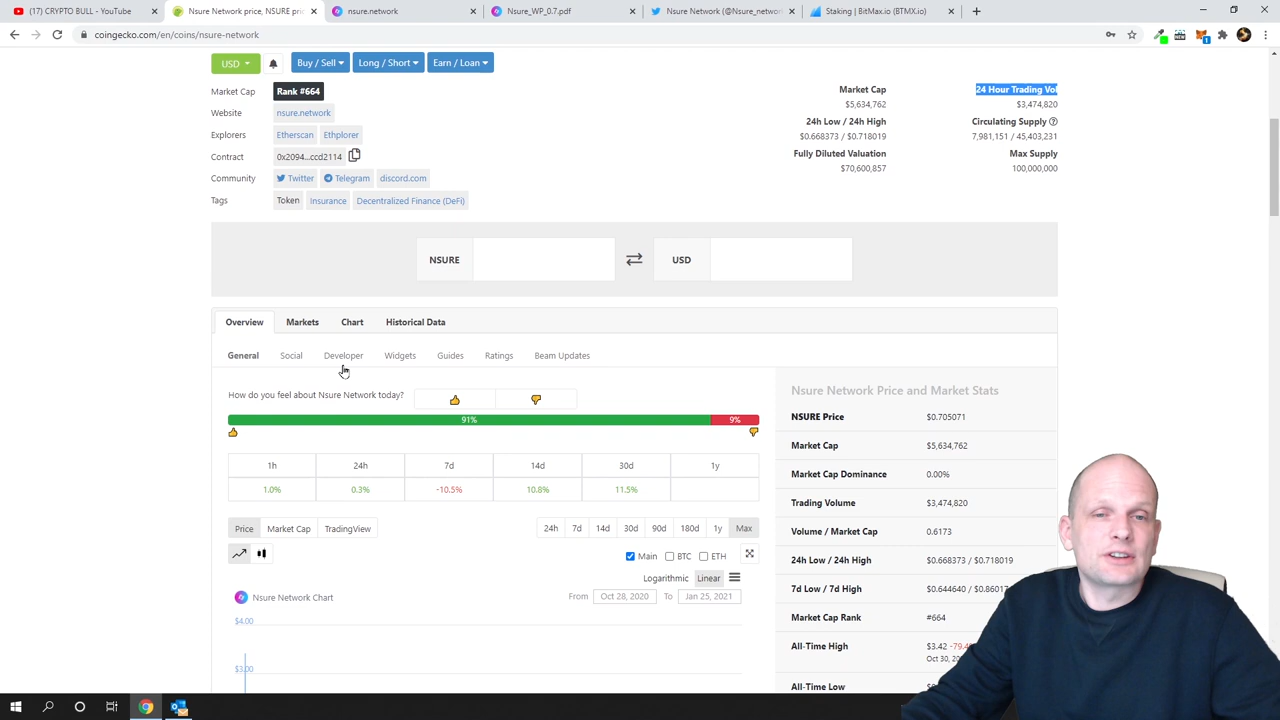 (17) CRYPTO BULL - YouTube
Nsure Network price, NSURE pric
nsure.network
Nsure_WP_0.7.pdf
Nsure Network (@Nsure_network
Staking | BitMax.io (BTMX.io)
coingecko.com/en/coins/nsure-network
USD
Buy / Sell
Long / Short
Earn / Loan
Market Cap
Rank #664
Website
nsure.network
Explorers
Etherscan
Ethplorer
Contract
0x2094...ccd2114
Community
Twitter
Telegram
discord.com
Tags
Token
Insurance
Decentralized Finance (DeFi)
Market Cap
$5,634,762
24 Hour Trading Vol
$3,474,820
24h Low / 24h High
$0.668373 / $0.718019
Circulating Supply
7,981,151 / 45,403,231
Fully Diluted Valuation
$70,600,857
Max Supply
100,000,000
NSURE
USD
Overview
Markets
Chart
Historical Data
General
Social
Developer
Widgets
Guides
Ratings
Beam Updates
How do you feel about Nsure Network today?
91%
9%
1h 24h 7d 14d 30d 1y
1.0% 0.3% -10.5% 10.8% 11.5%
Price
Market Cap
TradingView
24h 7d 14d 30d 90d 180d 1y Max
Main
BTC
ETH
Logarithmic
Linear
Nsure Network Chart
From Oct 28, 2020 To Jan 25, 2021
$4.00
$3.00
Nsure Network Price and Market Stats
NSURE Price $0.705071
Market Cap $5,634,762
Market Cap Dominance 0.00%
Trading Volume $3,474,820
Volume / Market Cap 0.6173
24h Low / 24h High $0.668373 / $0.718019
7d Low / 7d High $0.644640 /
Market Cap Rank #664
All-Time High $3.42
Oct 30,
All-Time Low